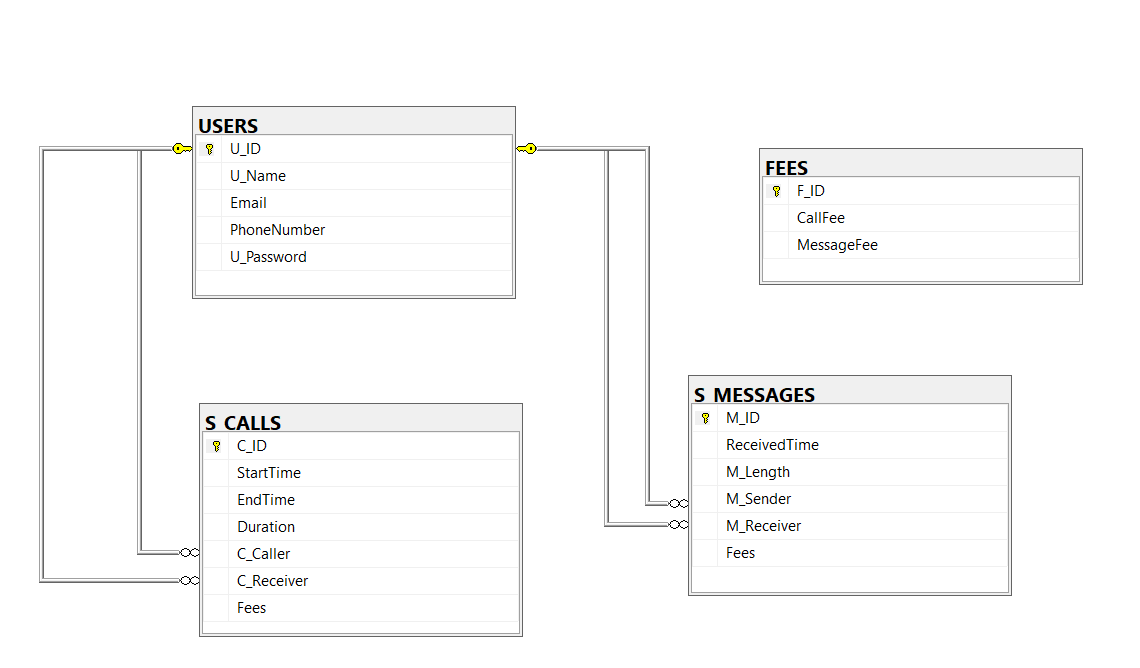 USERS
U_ID
U_Name
Email
PhoneNumber
U_Password
FEES
F_ID
CallFee
MessageFee
S_CALLS
C_ID
StartTime
EndTime
Duration
C_Caller
C_Receiver
Fees
S_MESSAGES
M_ID
ReceivedTime
M_Length
M_Sender
M_Receiver
Fees